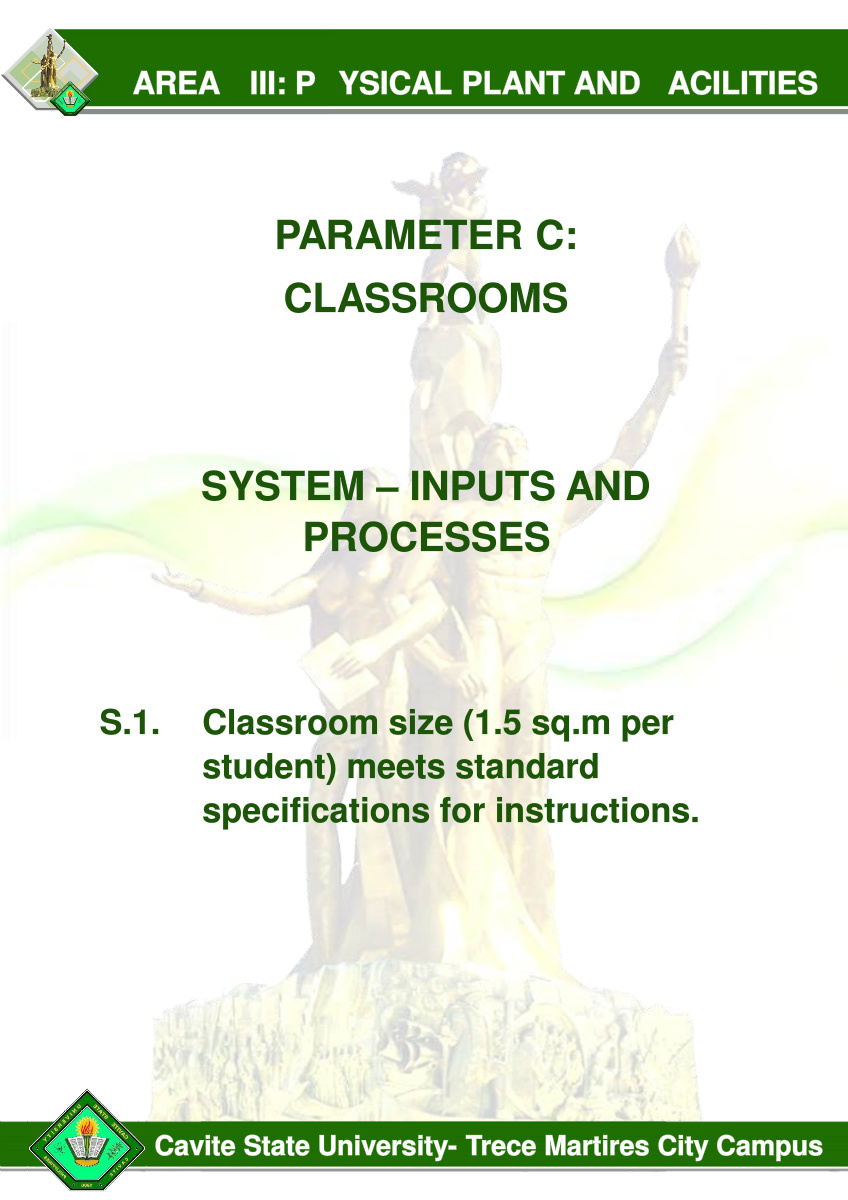 AREA III: P YSICAL PLANT AND ACILITIES
PARAMETER C:
CLASSROOMS
SYSTEM – INPUTS AND
PROCESSES
S.1. Classroom size (1.5 sq.m per
student) meets standard
specifications for instructions.
Cavite State University- Trece Martires City Campus